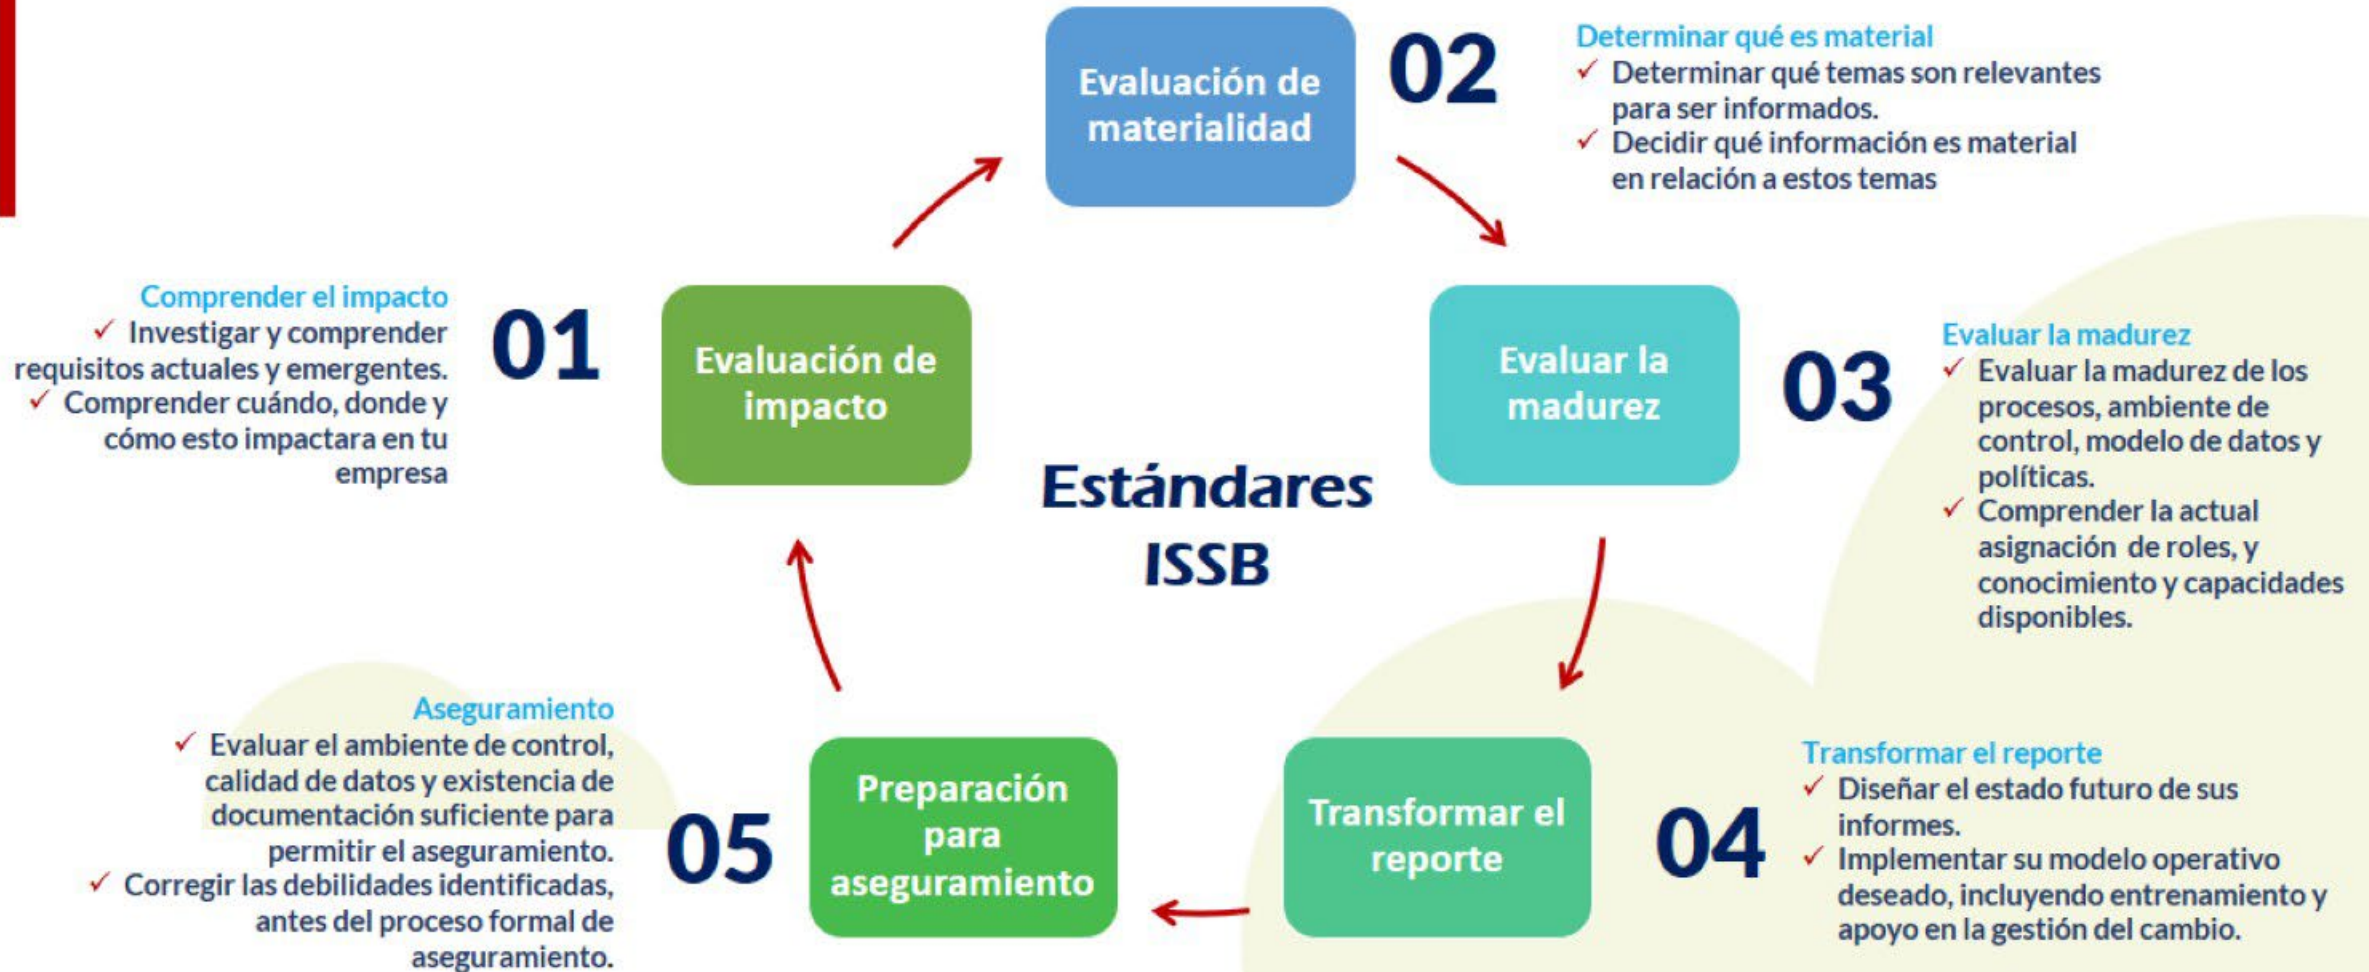 Comprender el impacto
✓ Investigar y comprender
requisitos actuales y emergentes.
✓ Comprender cuándo, donde y
cómo esto impactara en tu
empresa
01
Evaluación de
impacto
Evaluación de
materialidad
02
Determinar qué es material
✓ Determinar qué temas son relevantes
para ser informados.
✓ Decidir qué información es material
en relación a estos temas
Evaluar la
madurez
03
Evaluar la madurez
✓ Evaluar la madurez de los
procesos, ambiente de
control, modelo de datos y
políticas.
✓ Comprender la actual
asignación de roles, y
conocimiento y capacidades
disponibles.
Estándares
ISSB
Transformar el
reporte
04
Transformar el reporte
✓ Diseñar el estado futuro de sus
informes.
✓ Implementar su modelo operativo
deseado, incluyendo entrenamiento y
apoyo en la gestión del cambio.
Aseguramiento
✓ Evaluar el ambiente de control,
calidad de datos y existencia de
documentación suficiente para
permitir el aseguramiento.
✓ Corregir las debilidades identificadas,
antes del proceso formal de
aseguramiento.
05
Preparación
para
aseguramiento